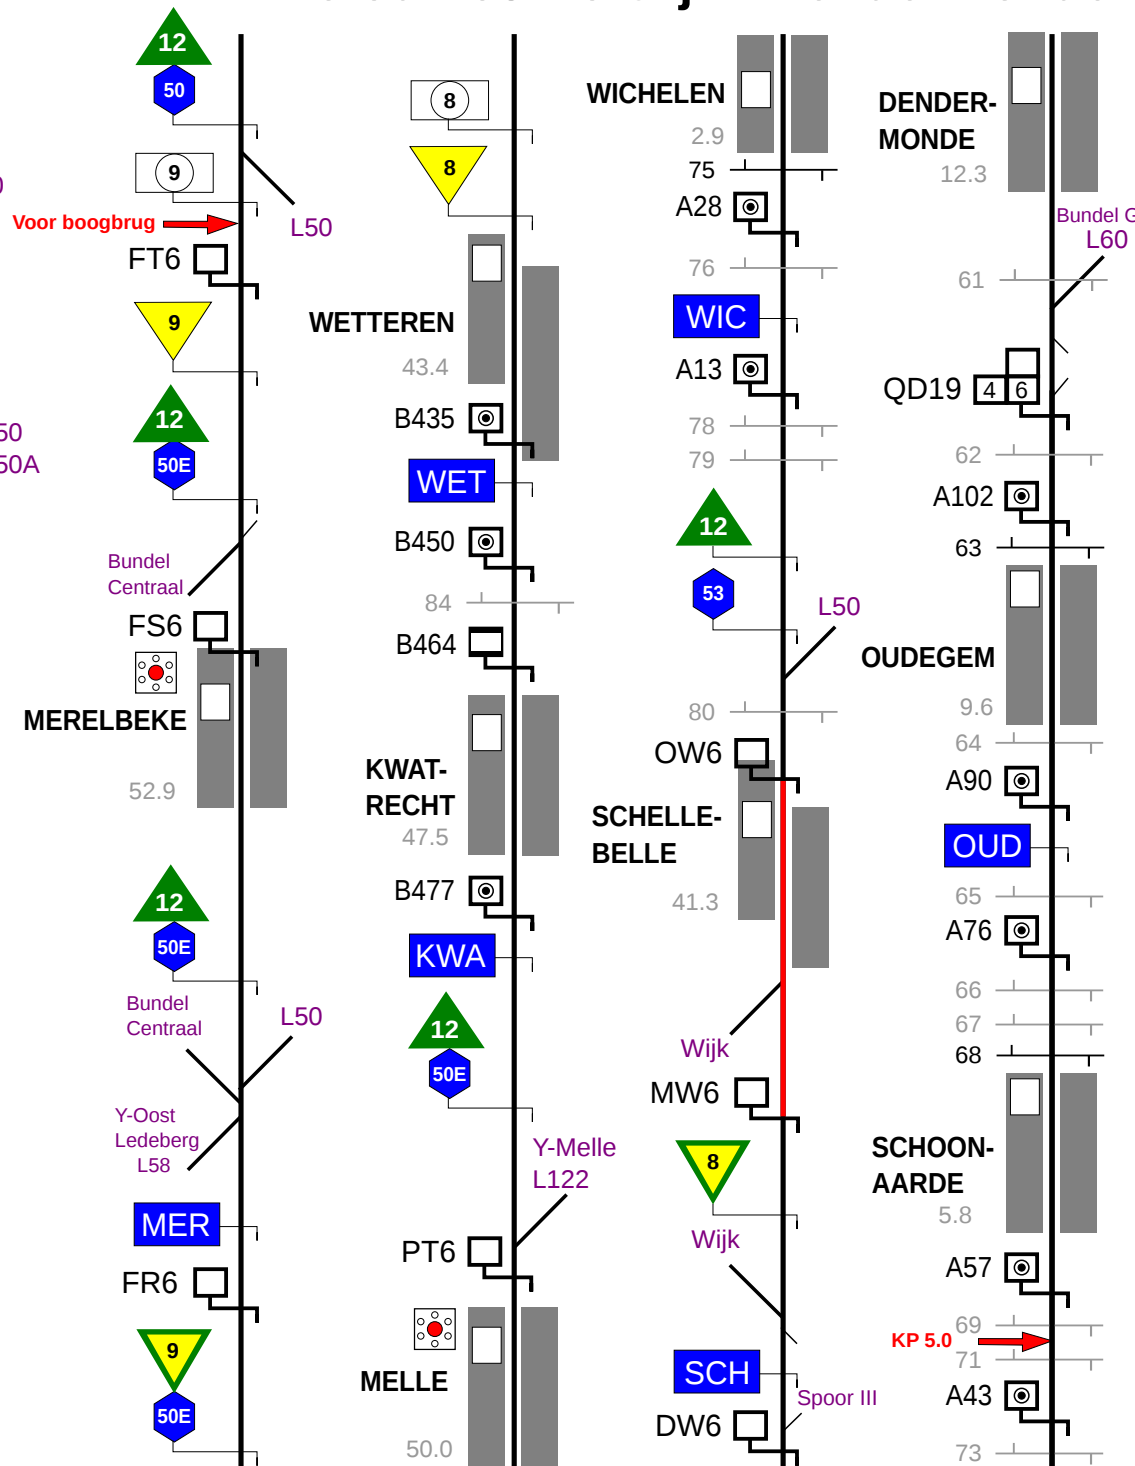 12
50
9
Voor boogbrug
L50
FT6
9
12
50E
50
50A
Bundel
Centraal
FS6
MERELBEKE
52.9
12
50E
Bundel
Centraal
L50
Y-Oost
Ledeberg
L58
MER
FR6
9
50E
8
8
WETTEREN
43.4
B435
WET
B450
84
B464
KWAT-
RECHT
47.5
B477
KWA
12
50E
Y-Melle
L122
PT6
MELLE
50.0
WICHELEN
2.9
75
A28
76
WIC
A13
78
79
12
53
L50
80
OW6
SCHELLE-
BELLE
41.3
Wijk
MW6
8
Wijk
SCH
Spoor III
DW6
DENDER-
MONDE
12.3
Bundel G
L60
61
QD19
4 6
62
A102
63
OUDEGEM
9.6
64
A90
OUD
65
A76
66
67
68
SCHOON-
AARDE
5.8
A57
69
KP 5.0
71
A43
73